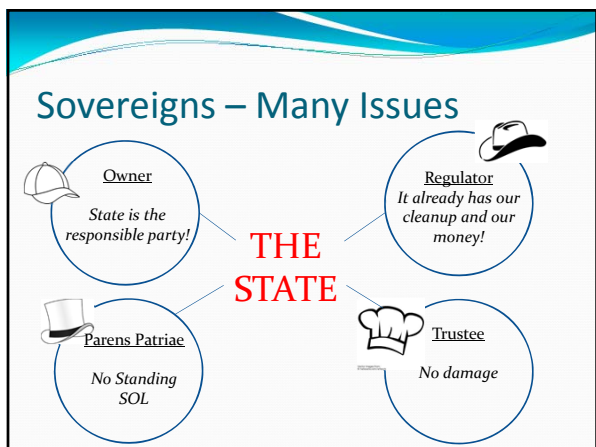 Sovereigns – Many Issues
Owner
State is the
responsible party!
Regulator
It already has our
cleanup and our
money!
THE
STATE
Parens Patriae
No Standing
SOL
Trustee
No damage